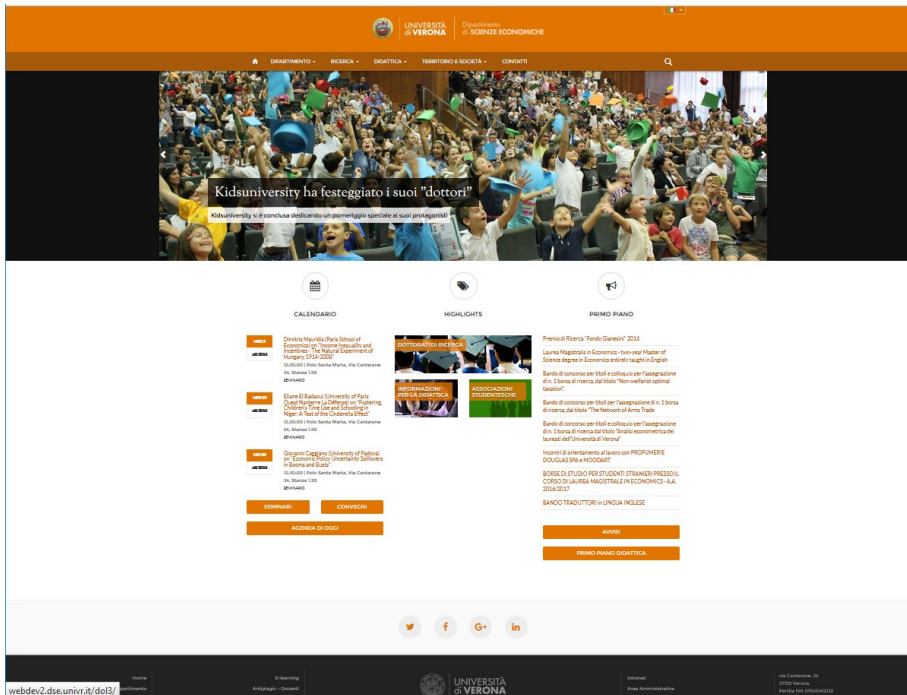 UNIVERSITÀ
di VERONA
Dipartimento
di SCIENZE ECONOMICHE
DIPARTIMENTO
RICERCA
DIDATTICA
TERRITORIO E SOCIETÀ
CONTATTI
Kidsuniversity ha festeggiato i suoi "dottori"
Kidsuniversity si è conclusa dedicando un pomeriggio speciale ai suoi protagonisti
CALENDARIO
Dimitris Mavridis (Paris School of
Economics) on "Income Inequality and
Incentives - The Natural Experiment of
Hungary, 1914-2008"
12.00.00 | Polo Santa Marta, Via Cantarane
24, Stanza 1.59
SEMINARIO
Eliane El Badaoui (University of Paris
Ouest Nanterre La Défense) on "Fostering,
Children's Time Use and Schooling in
Niger: A Test of the Cinderella Effect"
12.00.00 | Polo Santa Marta, Via Cantarane
24, Stanza 1.59
SEMINARIO
Giovanni Caggiano (University of Padova)
on "Economic Policy Uncertainty Spillovers
in Booms and Busts"
12.00.00 | Polo Santa Marta, Via Cantarane
24, Stanza 1.59
SEMINARIO
SEMINARI
CONVEGNI
AGENDA DI OGGI
HIGHLIGHTS
DOTTORATI DI RICERCA
INFORMAZIONI
PER LA DIDATTICA
ASSOCIAZIONI
STUDENTESCHE
PRIMO PIANO
Premio di Ricerca "Fondo Gianesini" 2016
Laurea Magistralis in Economics - two-year Master of
Science degree in Economics entirely taught in English
Bando di concorso per titoli e colloquio per l'assegnazione
di n. 1 borsa di ricerca, dal titolo "Non-welfarist optimal
taxation".
Bando di concorso per titoli per l'assegnazione di n. 1 borsa
di ricerca, dal titolo "The Network of Arms Trade
Bando di concorso per titoli e colloquio per l'assegnazione
di n. 1 borsa di ricerca dal titolo "Analisi econometrica dei
laureati dell'Università di Verona"
Incontri di orientamento al lavoro con PROFUMERIE
DOUGLAS SPA e MOODART
BORSE DI STUDIO PER STUDENTI STRANIERI PRESSO IL
CORSO DI LAUREA MAGISTRALE IN ECONOMICS - A.A.
2016/2017
BANDO TRADUTTORI in LINGUA INGLESE
AVVISI
PRIMO PIANO DIDATTICA
Home
E-learning
Antiplagio - Docenti
UNIVERSITÀ
di VERONA
Intranet
Area Amministrativa
via Cantarane, 24
37129 Verona
webdev2.dse.univr.it/dol3/